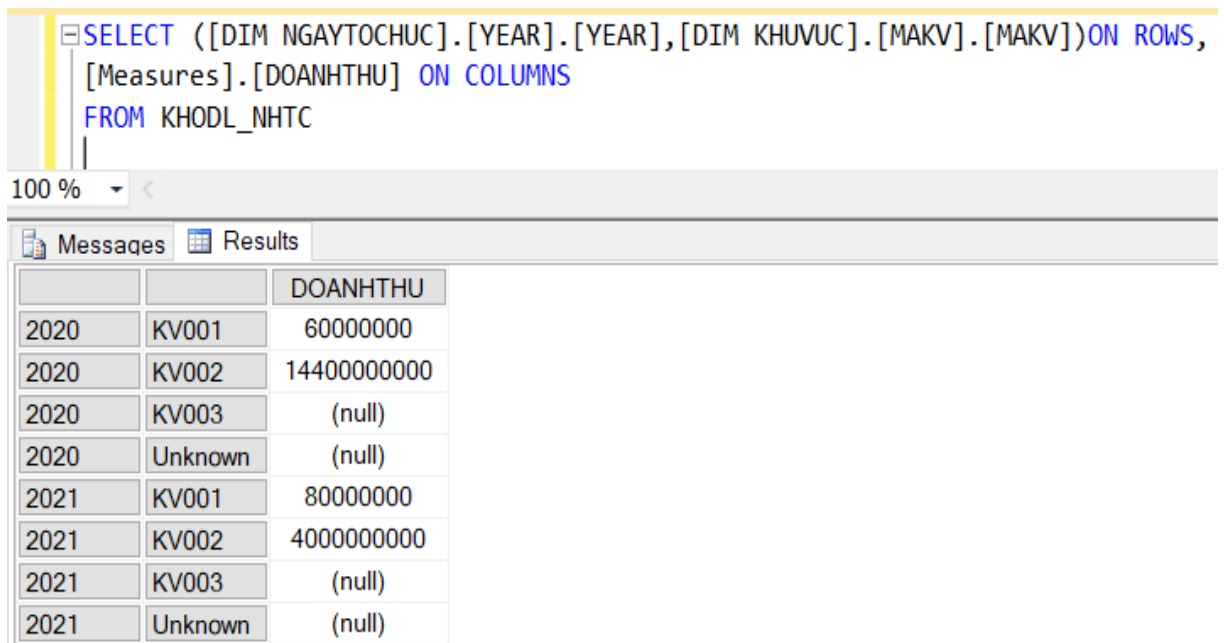 SELECT ([DIM NGAYTOCHUC].[YEAR].[YEAR],[DIM KHUVUC].[MAKV].[MAKV])ON ROWS,
[Measures].[DOANHTHU] ON COLUMNS
FROM KHODL_NHTC
100 %
Messages Results
DOANHTHU
2020 KV001 60000000
2020 KV002 14400000000
2020 KV003 (null)
2020 Unknown (null)
2021 KV001 80000000
2021 KV002 4000000000
2021 KV003 (null)
2021 Unknown (null)